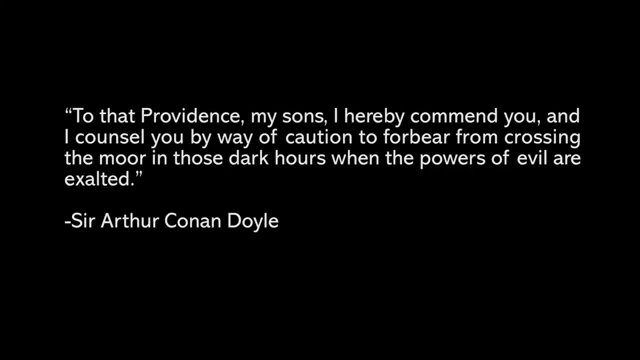 “To that Providence, my sons, I hereby commend you, and
I counsel you by way of caution to forbear from crossing
the moor in those dark hours when the powers of evil are
exalted.”
-Sir Arthur Conan Doyle